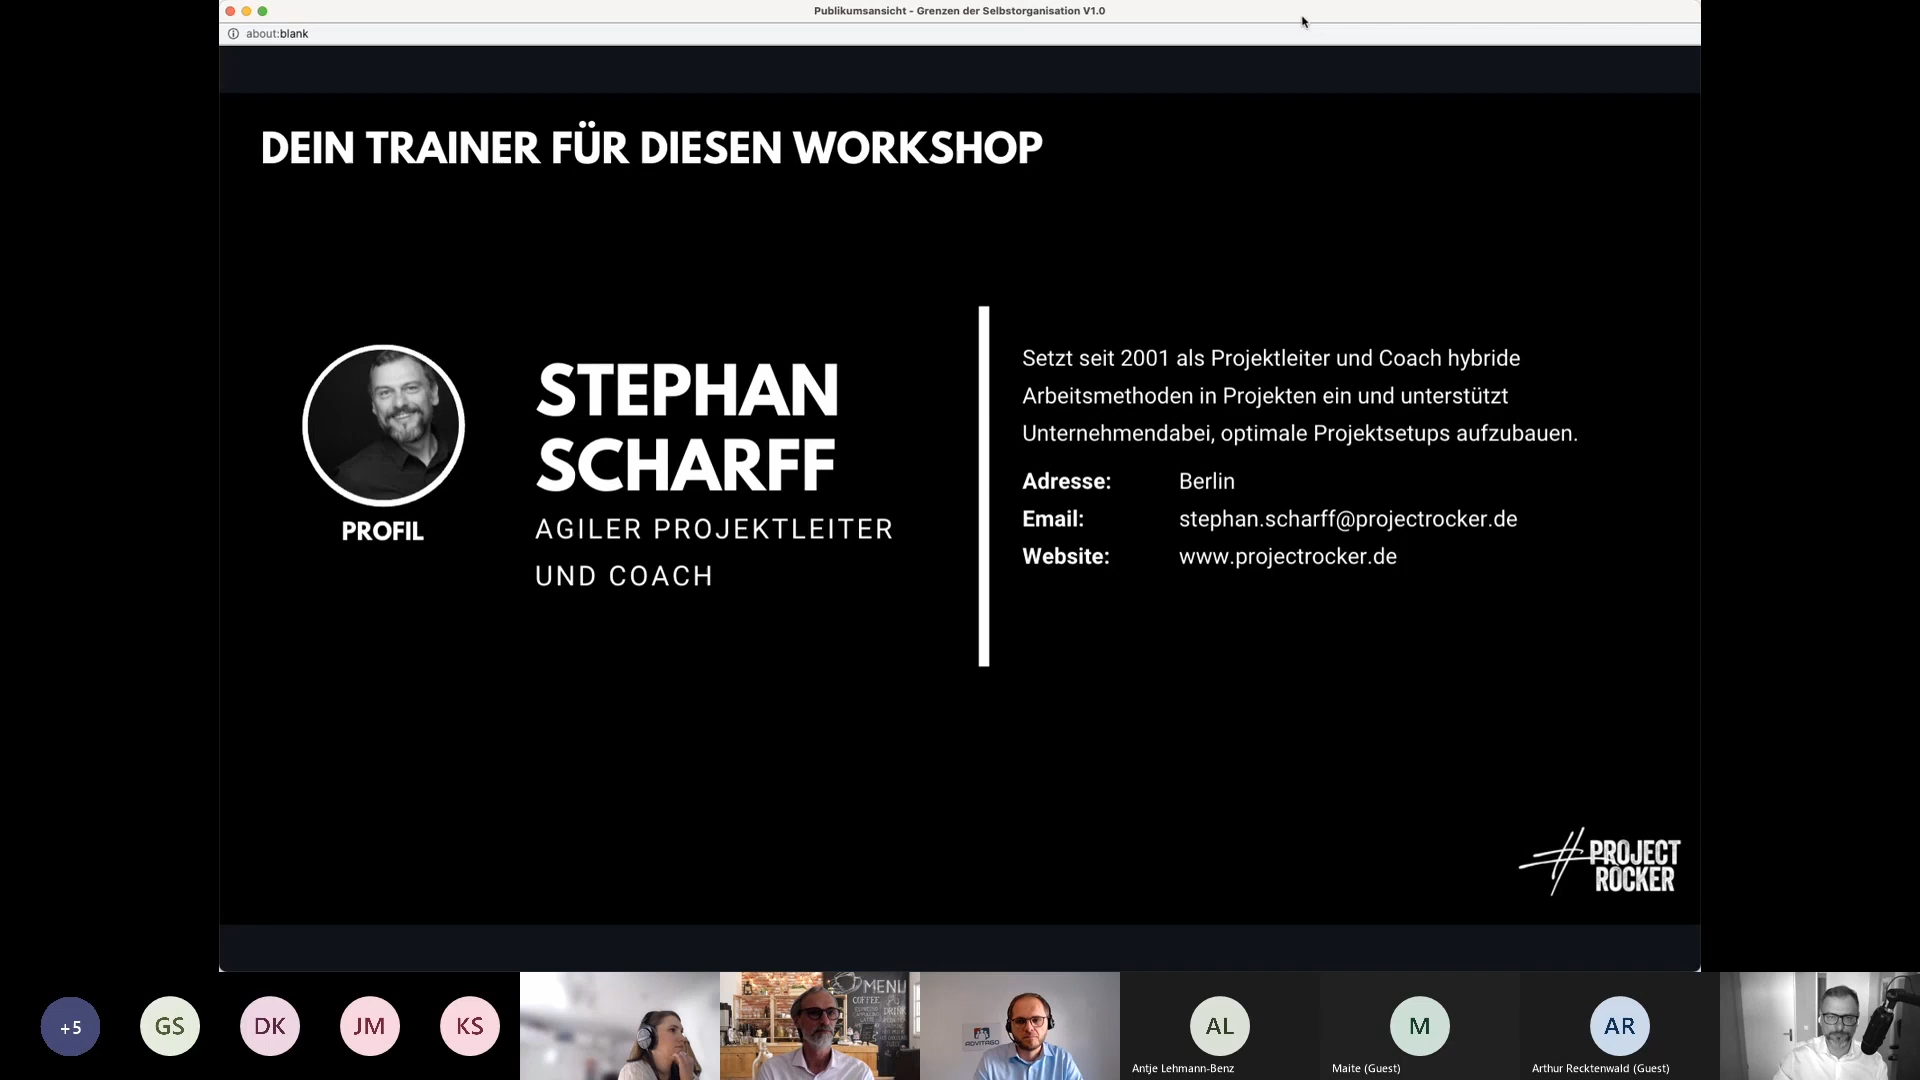 Publikumsansicht - Grenzen der Selbstorganisation V1.0
about:blank
DEIN TRAINER FÜR DIESEN WORKSHOP
STEPHAN
SCHARFF
AGILER PROJEKTLEITER
UND COACH
PROFIL
Setzt seit 2001 als Projektleiter und Coach hybride
Arbeitsmethoden in Projekten ein und unterstützt
Unternehmendabei, optimale Projektsetups aufzubauen.
Adresse: Berlin
Email: stephan.scharff@projectrocker.de
Website: www.projectrocker.de
#PROJECT
ROCKER
+5
GS
DK
JM
KS
MENU
COFFEE
ADVITAGO
AL
Antje Lehmann-Benz
M
Maite (Guest)
AR
Arthur Recktenwald (Guest)